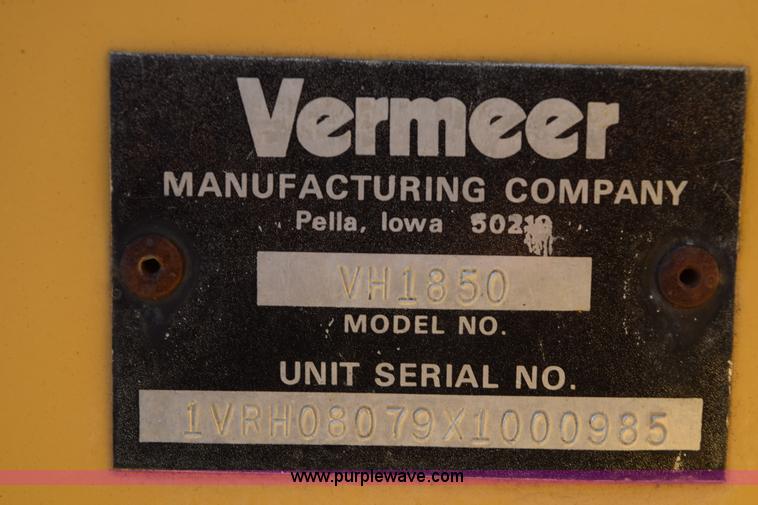 Vermeer
MANUFACTURING COMPANY
Pella, Iowa 50219
VH1850
MODEL NO.
UNIT SERIAL NO.
1VRH08079X1000985
www.purplewave.com